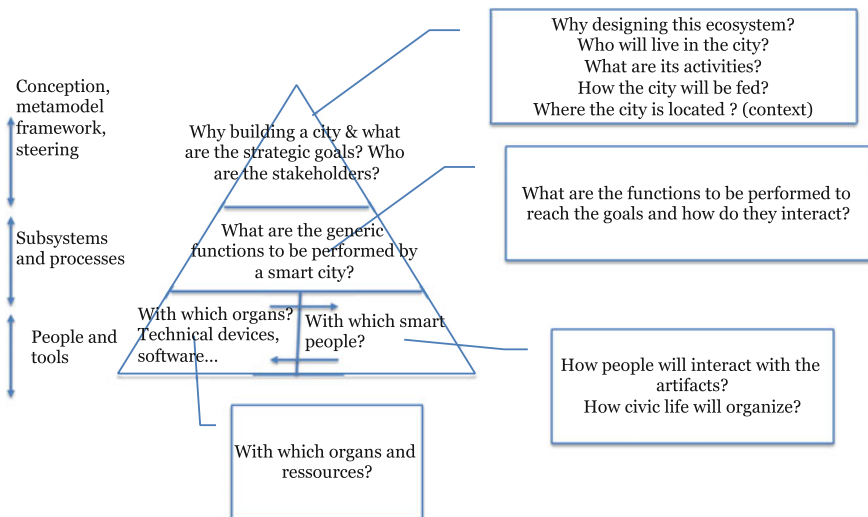 Why designing this ecosystem?
Who will live in the city?
What are its activities?
How the city will be fed?
Where the city is located ? (context)
Conception,
metamodel
framework,
steering
Why building a city & what
are the strategic goals? Who
are the stakeholders?
What are the functions to be performed to
reach the goals and how do they interact?
Subsystems
and processes
What are the generic
functions to be performed by
a smart city?
People and
tools
With which organs?
Technical devices,
software...
With which smart
people?
How people will interact with the
artifacts?
How civic life will organize?
With which organs and
ressources?